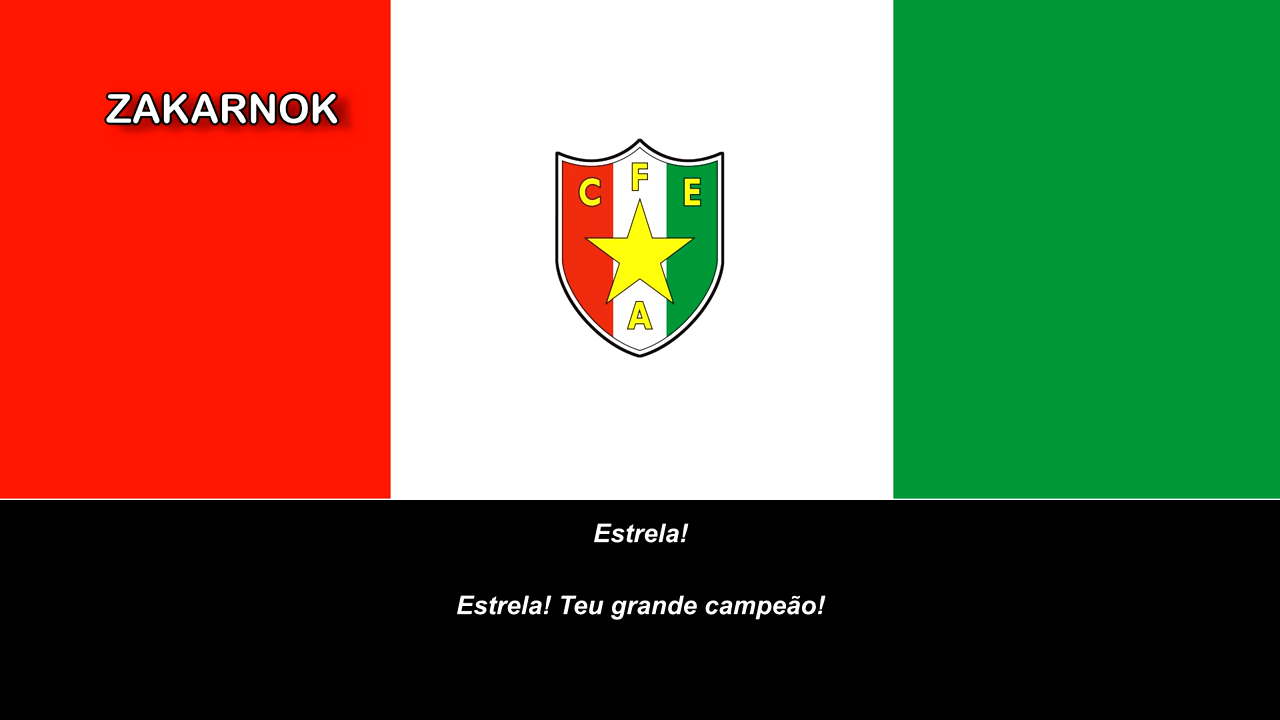 ZAKARNOK
C F E
A
Estrela!
Estrela! Teu grande campeão!